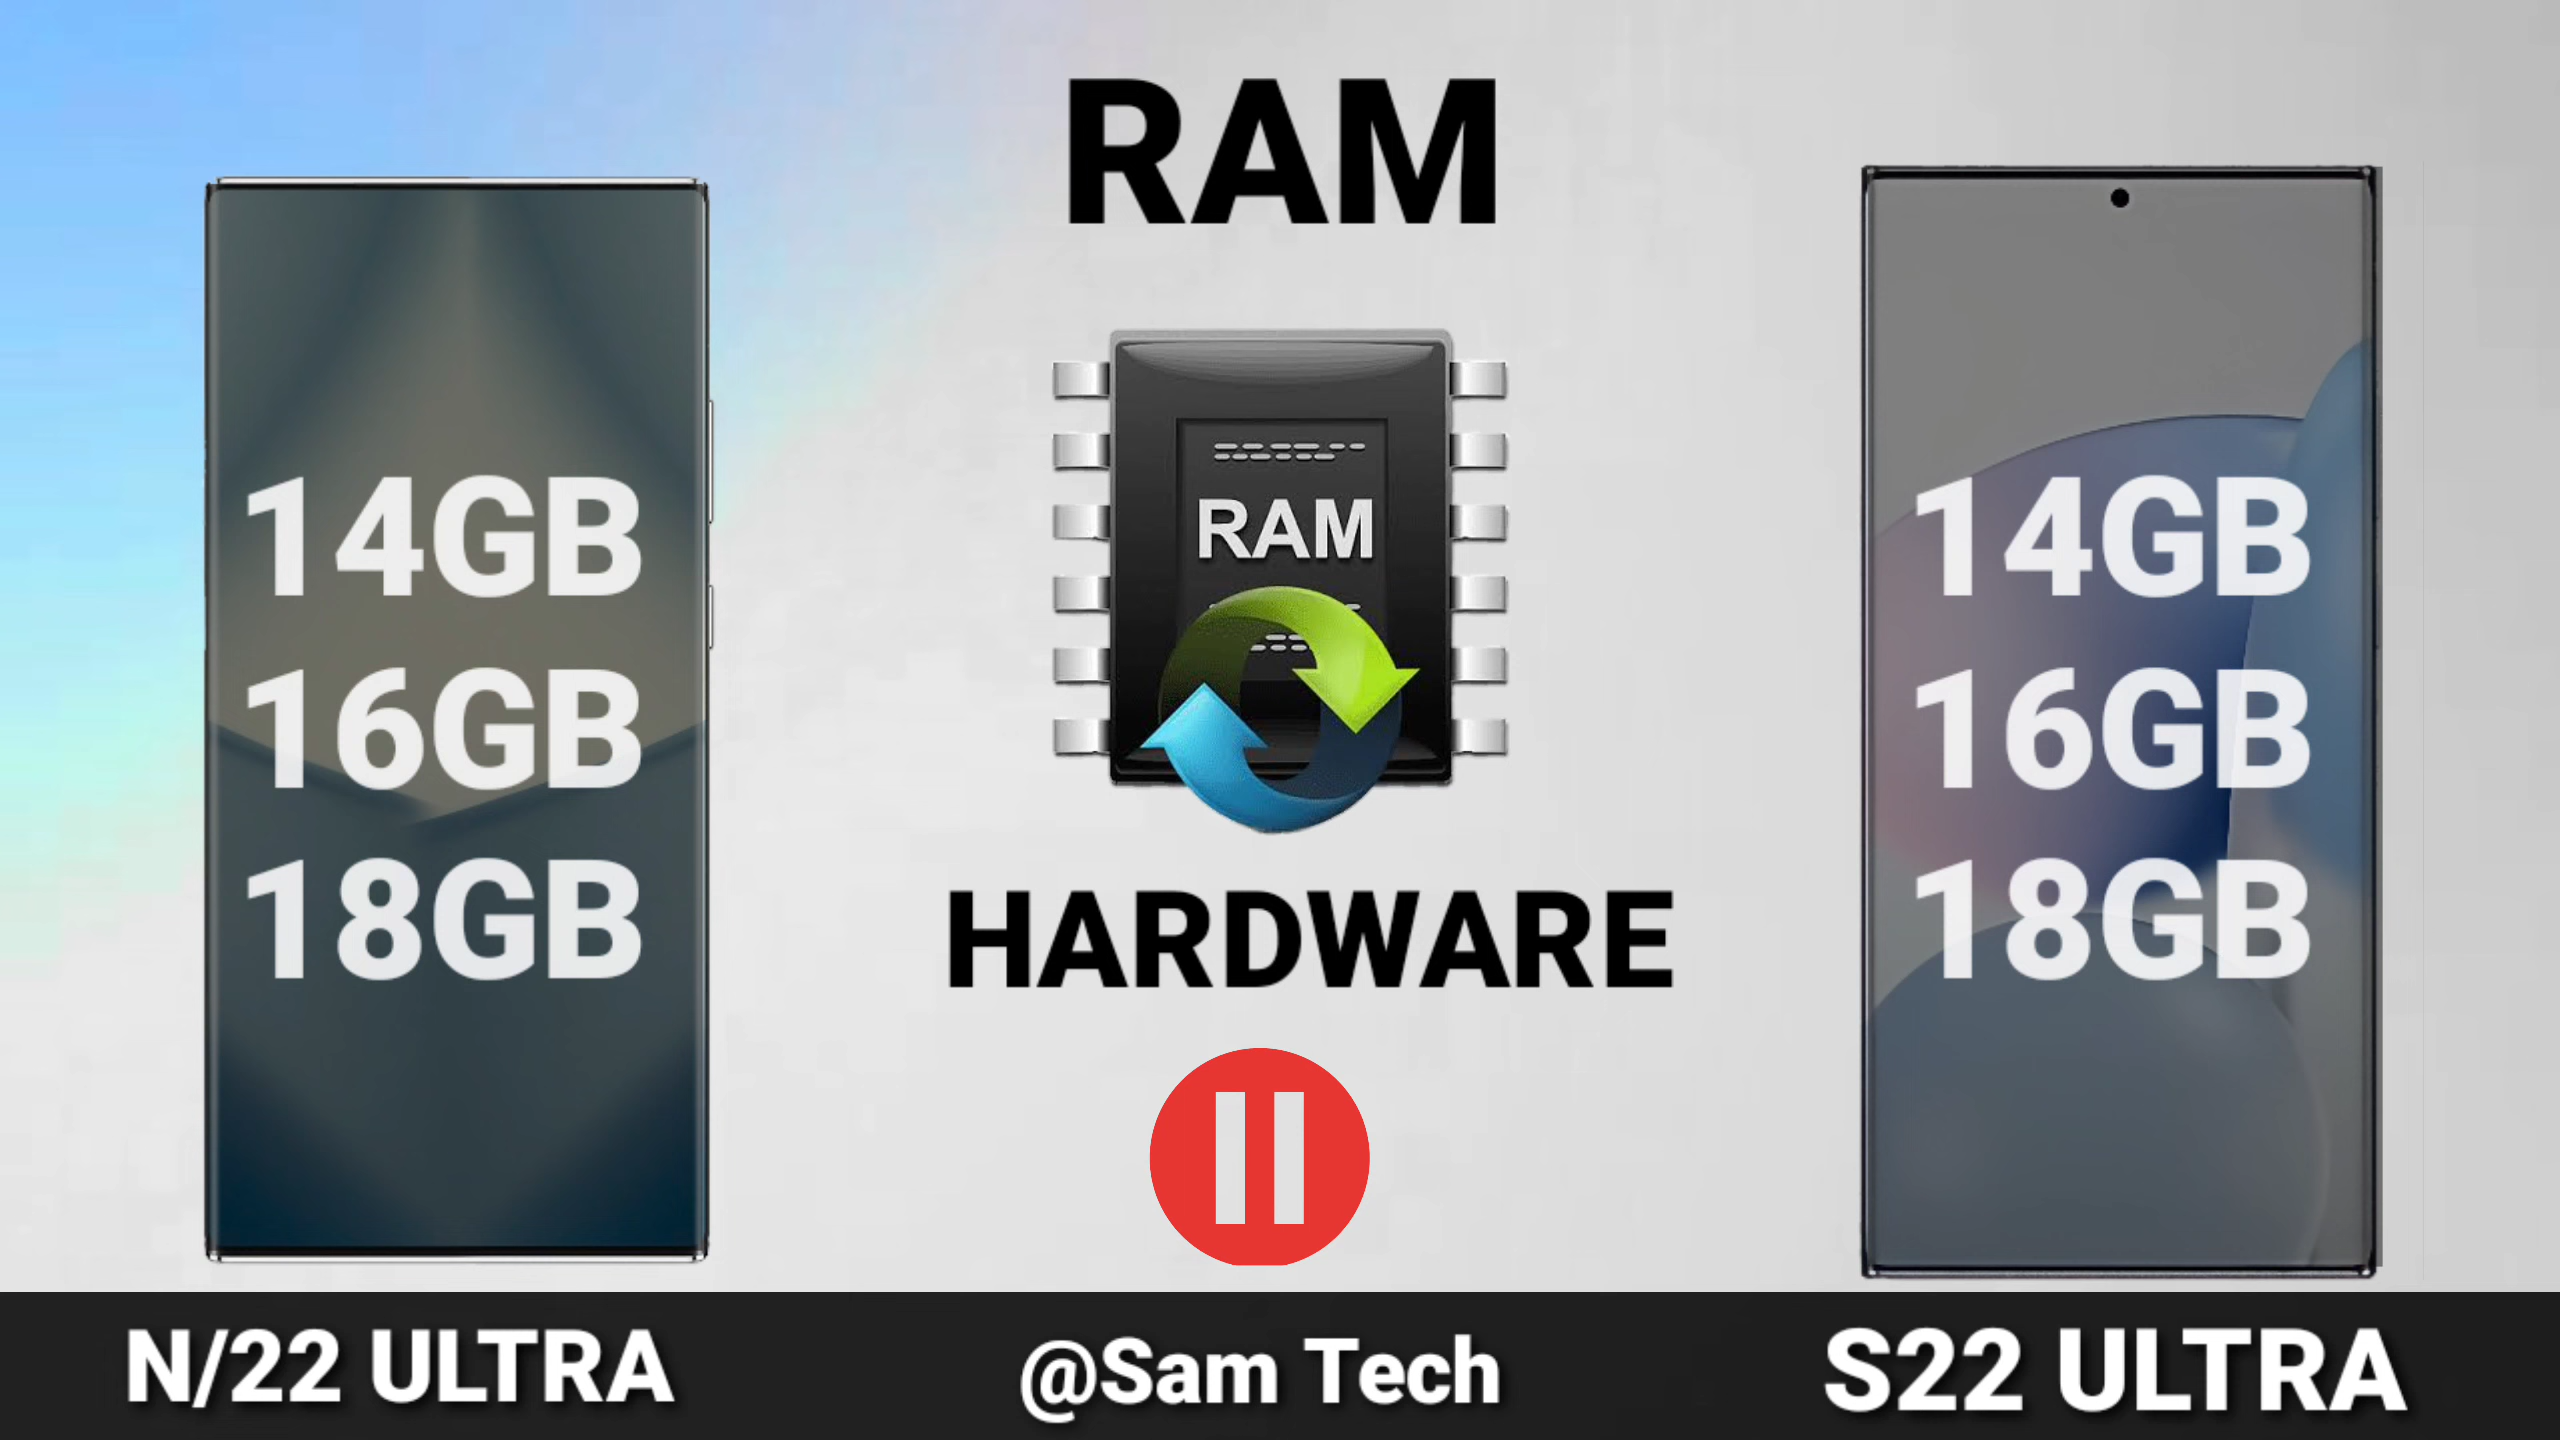 RAM
14GB
16GB
18GB
RAM
HARDWARE
14GB
16GB
18GB
N/22 ULTRA
@Sam Tech
S22 ULTRA